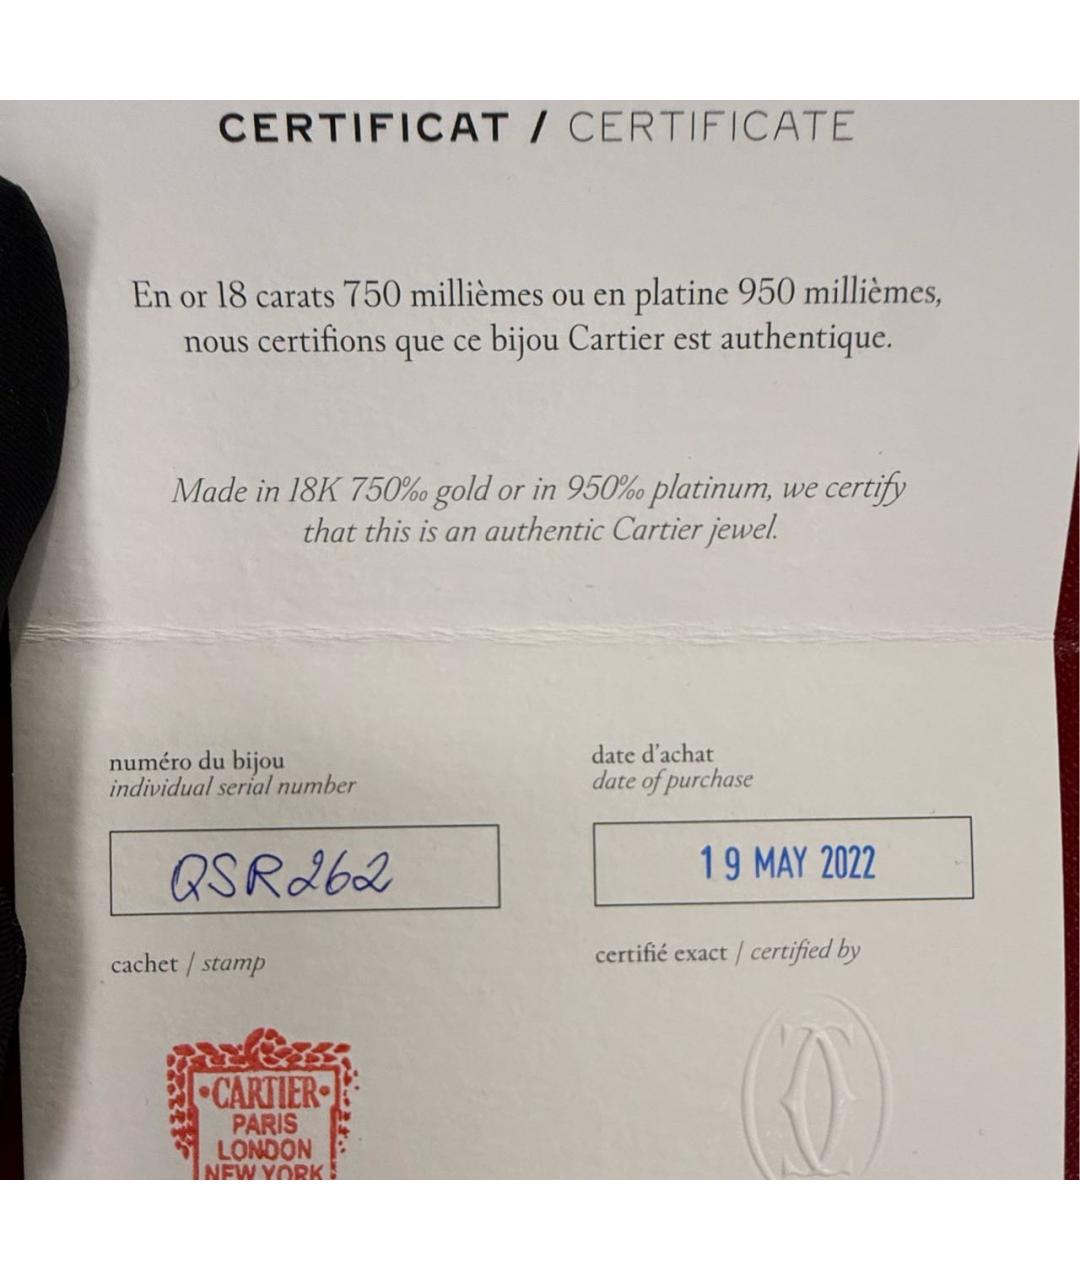 CERTIFICAT / CERTIFICATE
En or 18 carats 750 millièmes ou en platine 950 millièmes,
nous certifions que ce bijou Cartier est authentique.
Made in 18K 750‰ gold or in 950‰ platinum, we certify
that this is an authentic Cartier jewel.
numéro du bijou
individual serial number
QSR262
date d'achat
date of purchase
19 MAY 2022
cachet / stamp
certifié exact / certified by
·CARTIER·
PARIS
LONDON
NEW YORK